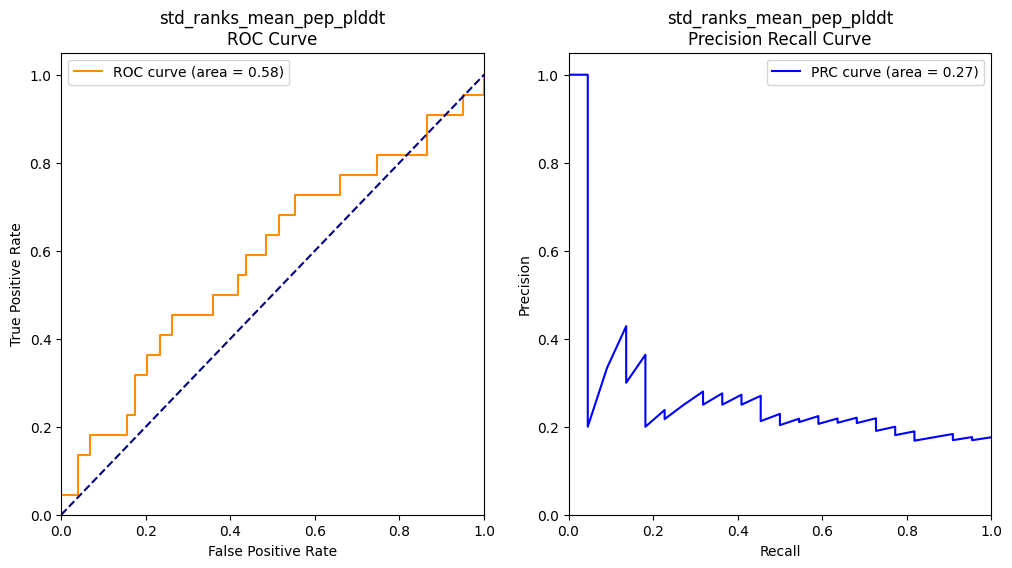 std_ranks_mean_pep_plddt
ROC Curve
ROC curve (area = 0.58)
True Positive Rate
1.0
0.8
0.6
0.4
0.2
0.0
0.0 0.2 0.4 0.6 0.8 1.0
False Positive Rate
std_ranks_mean_pep_plddt
Precision Recall Curve
PRC curve (area = 0.27)
Precision
1.0
0.8
0.6
0.4
0.2
0.0
0.0 0.2 0.4 0.6 0.8 1.0
Recall